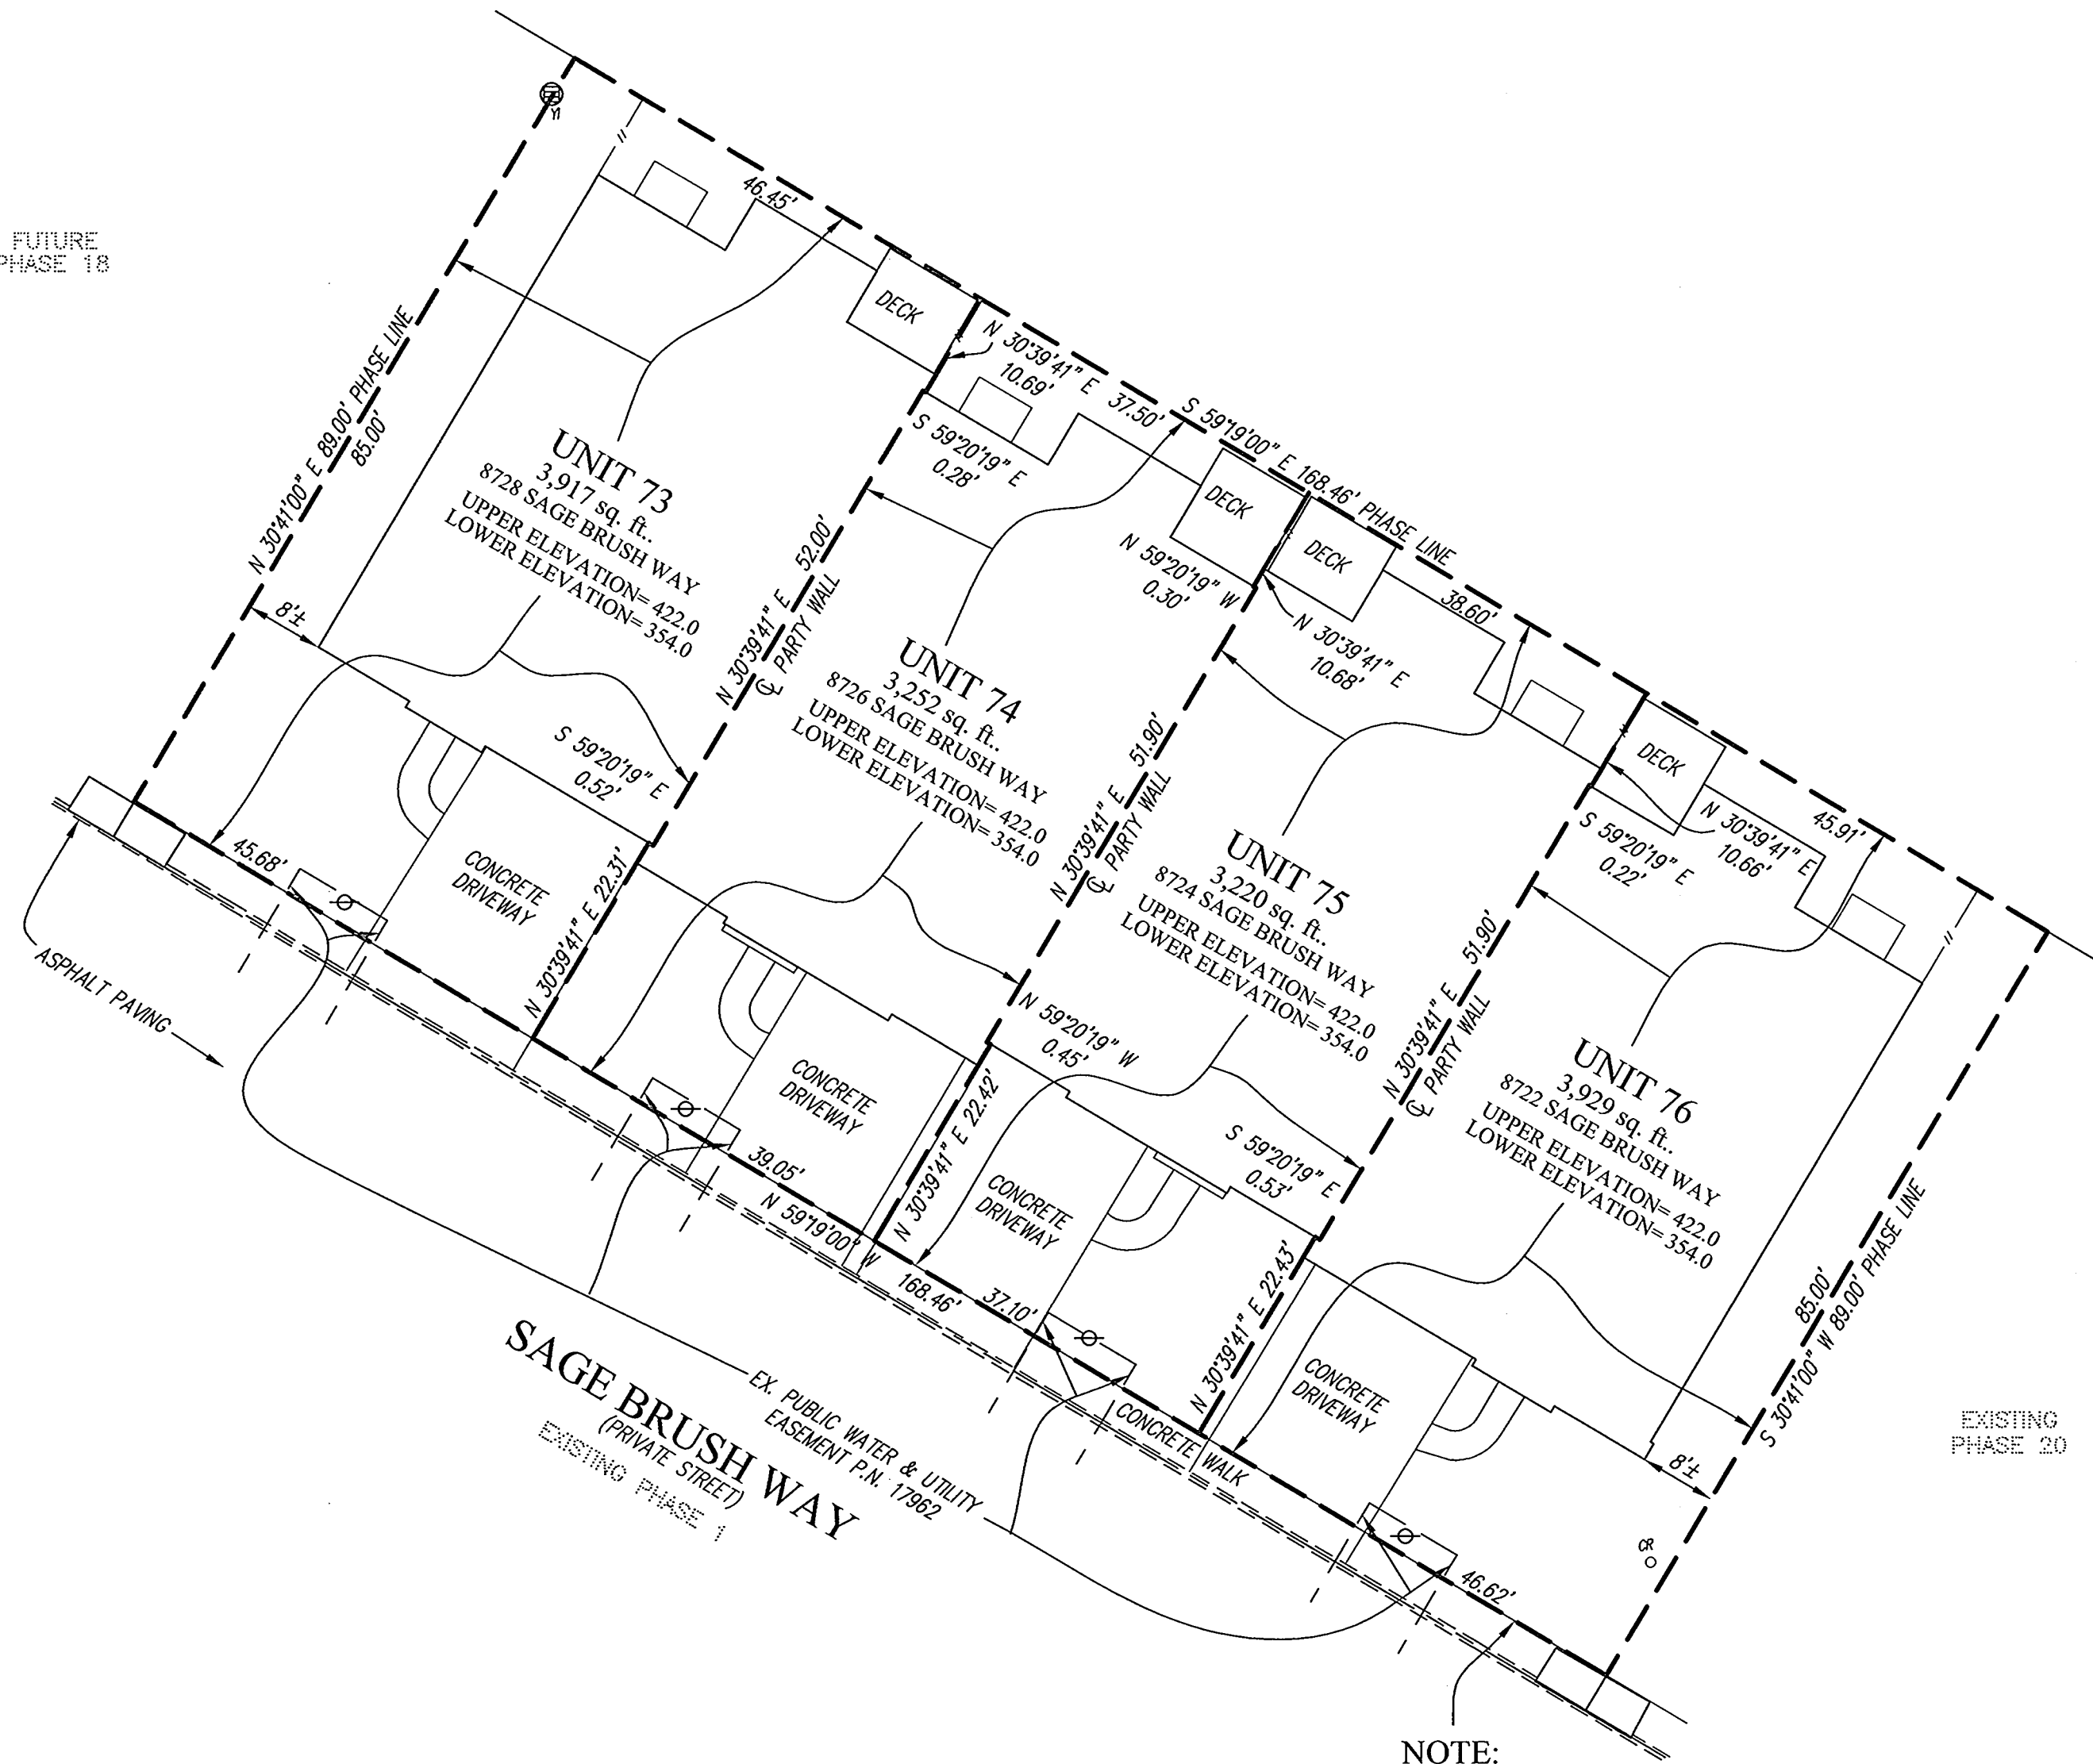 FUTURE
PHASE 18
46.45'
N 30°41'00" E 89.00' PHASE LINE
85.00'
DECK
N 30°39'41" E
10.69'
37.50'
S 59°19'00" E 168.46' PHASE LINE
S 59°20'19" E
0.28'
UNIT 73
3,917 sq. ft..
8728 SAGE BRUSH WAY
UPPER ELEVATION= 422.0
LOWER ELEVATION= 354.0
8'±
N 30°39'41" E 52.00'
℄ PARTY WALL
DECK
DECK
N 59°20'19" W
0.30'
N 30°39'41" E
10.68'
38.60'
UNIT 74
3,252 sq. ft..
8726 SAGE BRUSH WAY
UPPER ELEVATION= 422.0
LOWER ELEVATION= 354.0
S 59°20'19" E
0.52'
N 30°39'41" E 51.90'
℄ PARTY WALL
DECK
N 30°39'41" E
10.66'
45.91'
S 59°20'19" E
0.22'
UNIT 75
3,220 sq. ft..
8724 SAGE BRUSH WAY
UPPER ELEVATION= 422.0
LOWER ELEVATION= 354.0
45.68'
CONCRETE
DRIVEWAY
N 30°39'41" E 22.31'
ASPHALT PAVING
N 59°20'19" W
0.45'
N 30°39'41" E 51.90'
℄ PARTY WALL
UNIT 76
3,929 sq. ft..
8722 SAGE BRUSH WAY
UPPER ELEVATION= 422.0
LOWER ELEVATION= 354.0
CONCRETE
DRIVEWAY
N 30°39'41" E 22.42'
39.05'
N 59°19'00" W 168.46'
S 59°20'19" E
0.53'
CONCRETE
DRIVEWAY
37.10'
N 30°39'41" E 22.43'
85.00'
S 30°41'00" W 89.00' PHASE LINE
SAGE BRUSH WAY
(PRIVATE STREET)
EXISTING PHASE 1
EX. PUBLIC WATER & UTILITY
EASEMENT P.N. 17962
CONCRETE WALK
CONCRETE
DRIVEWAY
8'±
EXISTING
PHASE 20
CR
46.62'
NOTE: